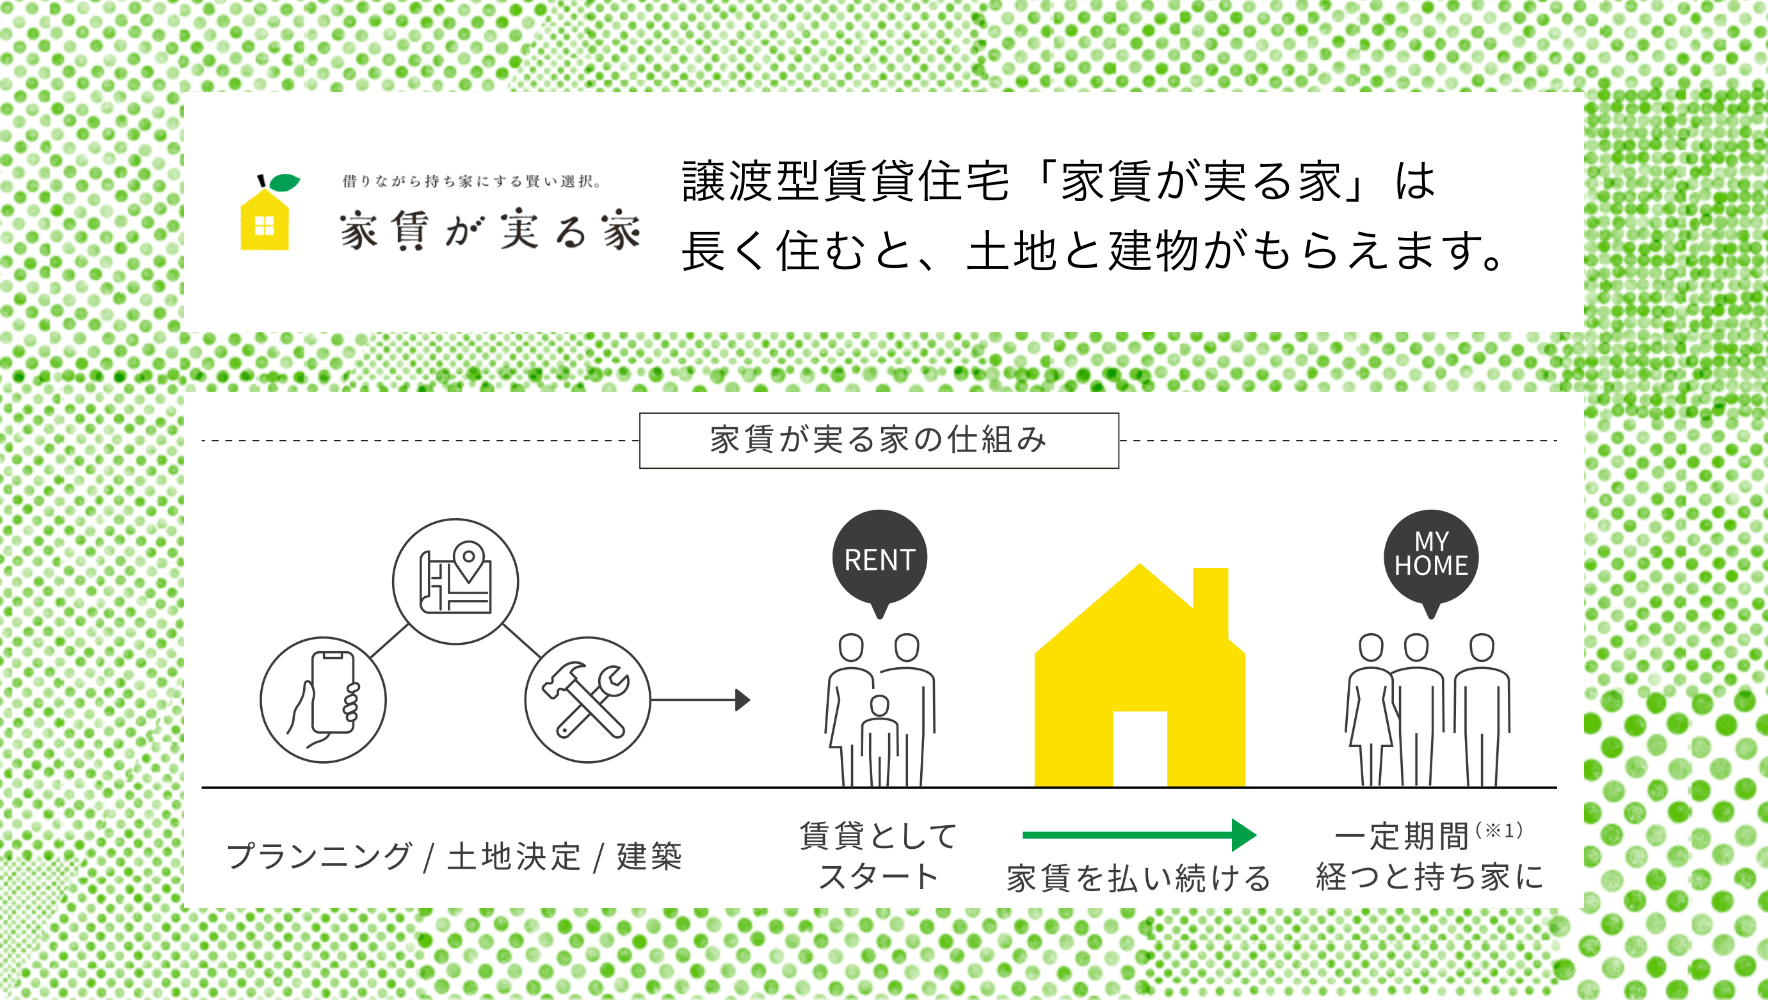 借りながら持ち家にする賢い選択。
家賃が実る家
譲渡型賃貸住宅「家賃が実る家」は
長く住むと、土地と建物がもらえます。
家賃が実る家の仕組み
RENT
MY
HOME
プランニング / 土地決定 / 建築
賃貸として
スタート
家賃を払い続ける
一定期間(※1)
経つと持ち家に